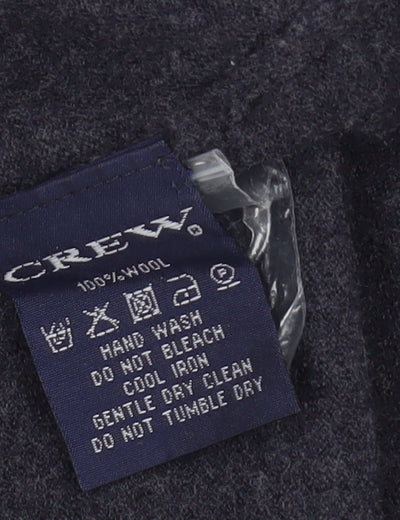 CREW
100% WOOL
HAND WASH
DO NOT BLEACH
COOL IRON
GENTLE DRY CLEAN
DO NOT TUMBLE DRY